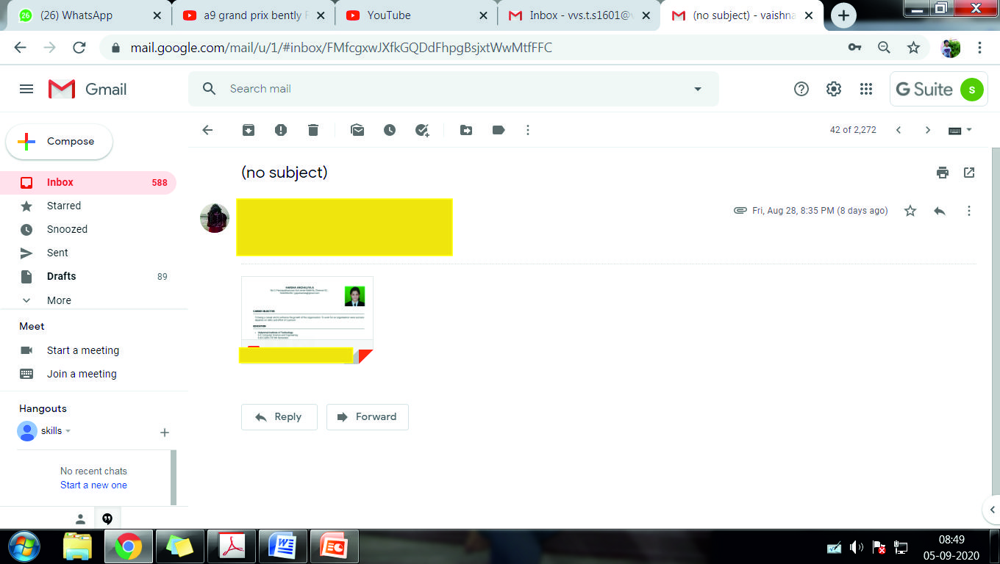 (26) WhatsApp
a9 grand prix bently
YouTube
Inbox - vvs.t.s1601@
(no subject) - vaishna
mail.google.com/mail/u/1/#inbox/FMfcgxwJXfkGQDdFhpgBsjxtWwMtfFFC
Gmail
Search mail
G Suite
s
Compose
42 of 2,272
(no subject)
Inbox 588
Starred
Snoozed
Sent
Drafts 89
More
Fri, Aug 28, 8:35 PM (8 days ago)
CAREER OBJECTIVE
EDUCATION
Meet
Start a meeting
Join a meeting
Reply
Forward
Hangouts
skills
No recent chats
Start a new one
08:49
05-09-2020